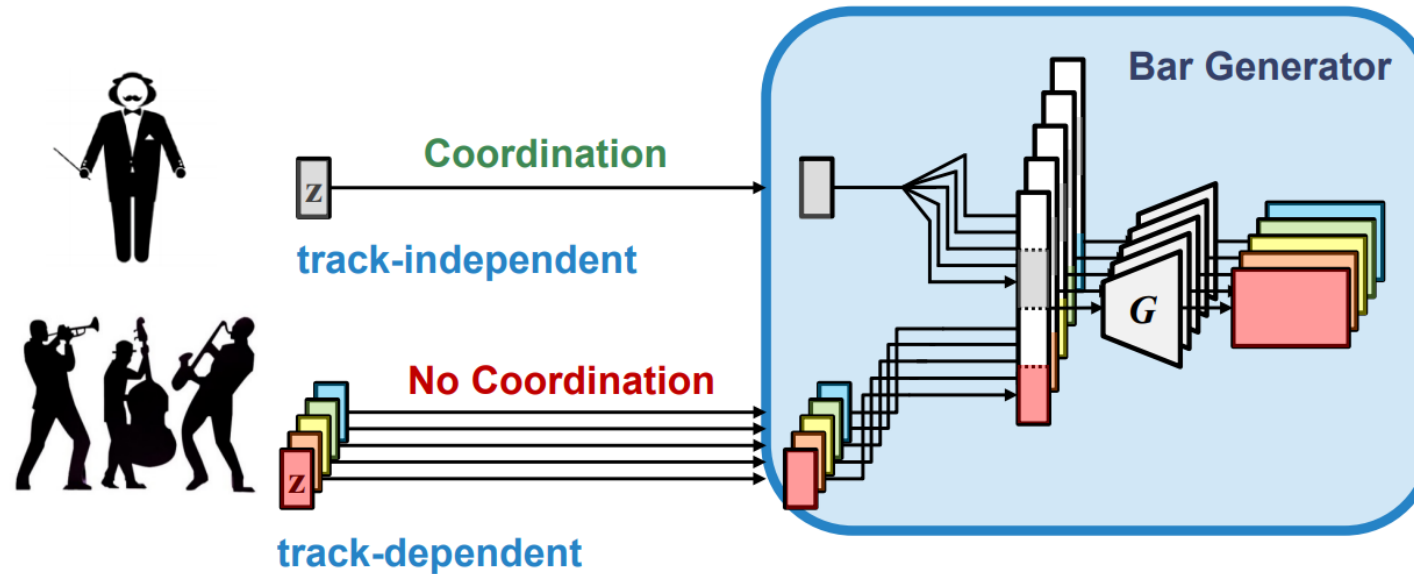 Bar Generator
Coordination
z
track-independent
G
No Coordination
z
track-dependent